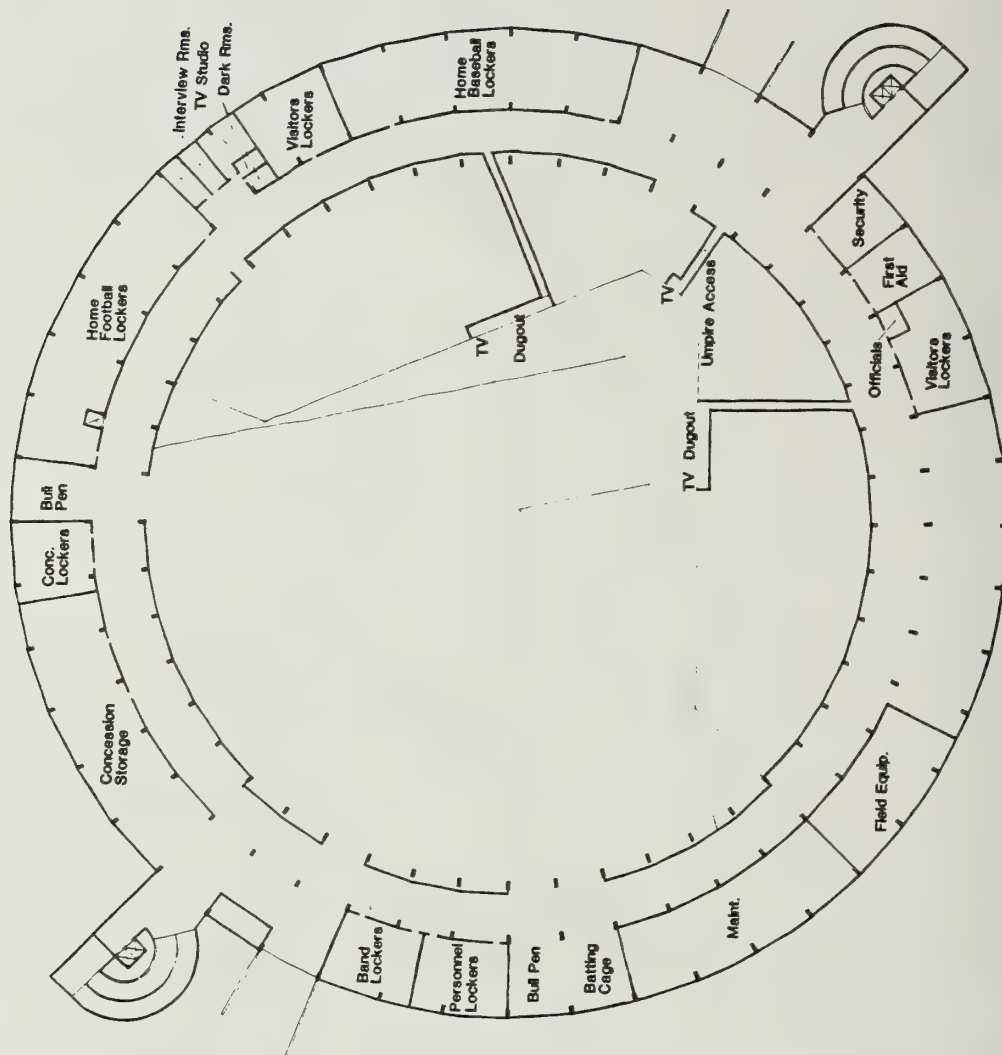 Interview Rms.
TV Studio
Dark Rms.
Visitors
Lockers
Home
Baseball
Lockers
Home
Football
Lockers
Bull
Pen
Conc.
Lockers
Concession
Storage
TV
Dugout
TV
Umpire Access
TV Dugout
Security
First
Aid
Officials
Visitors
Lockers
Field Equip.
Maint.
Batting
Cage
Bull Pen
Personnel
Lockers
Band
Lockers